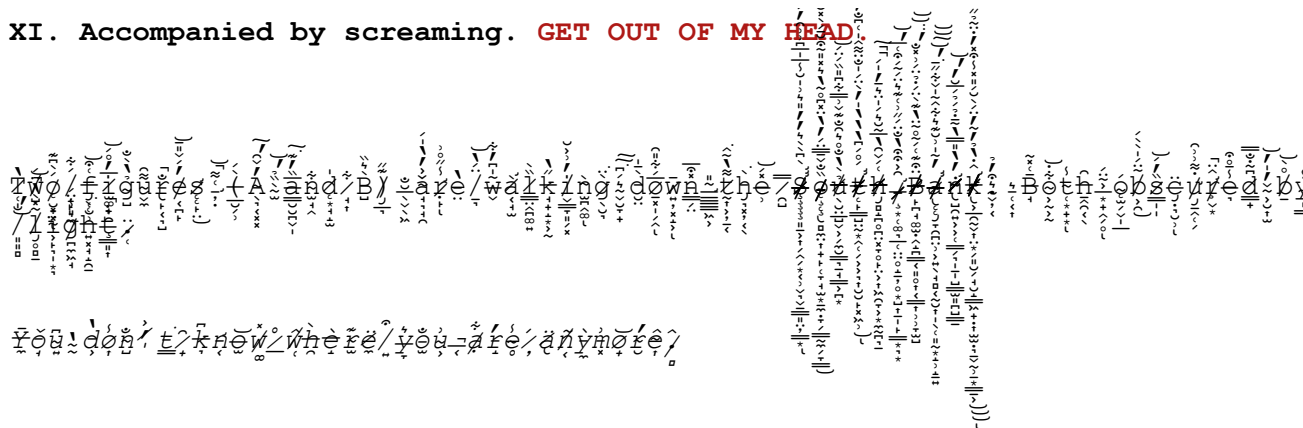 XI. Accompanied by screaming. GET OUT OF MY HEAD.
Two figures (A and B) are walking down the South Bank. Both obscured by
light.
You don't know where you are anymore.